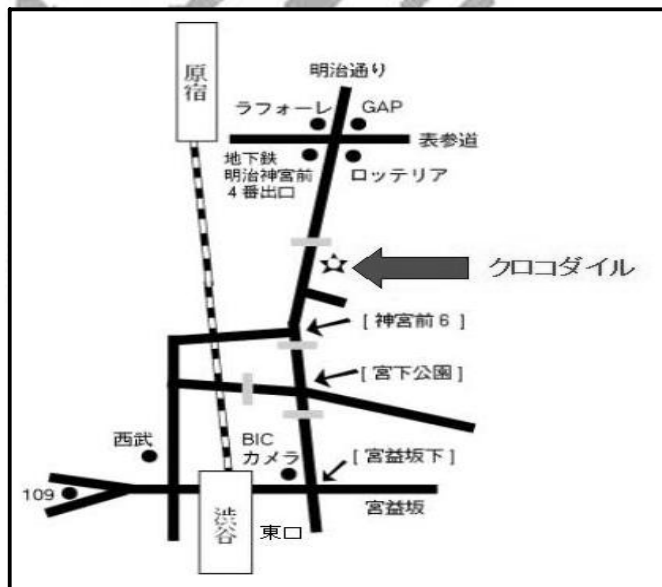 原宿
明治通り
ラフォーレ
GAP
表参道
地下鉄
明治神宮前
4番出口
ロッテリア
クロコダイル
[ 神宮前 6 ]
[ 宮下公園 ]
西武
BIC
カメラ
[ 宮益坂下 ]
109
渋谷
東口
宮益坂